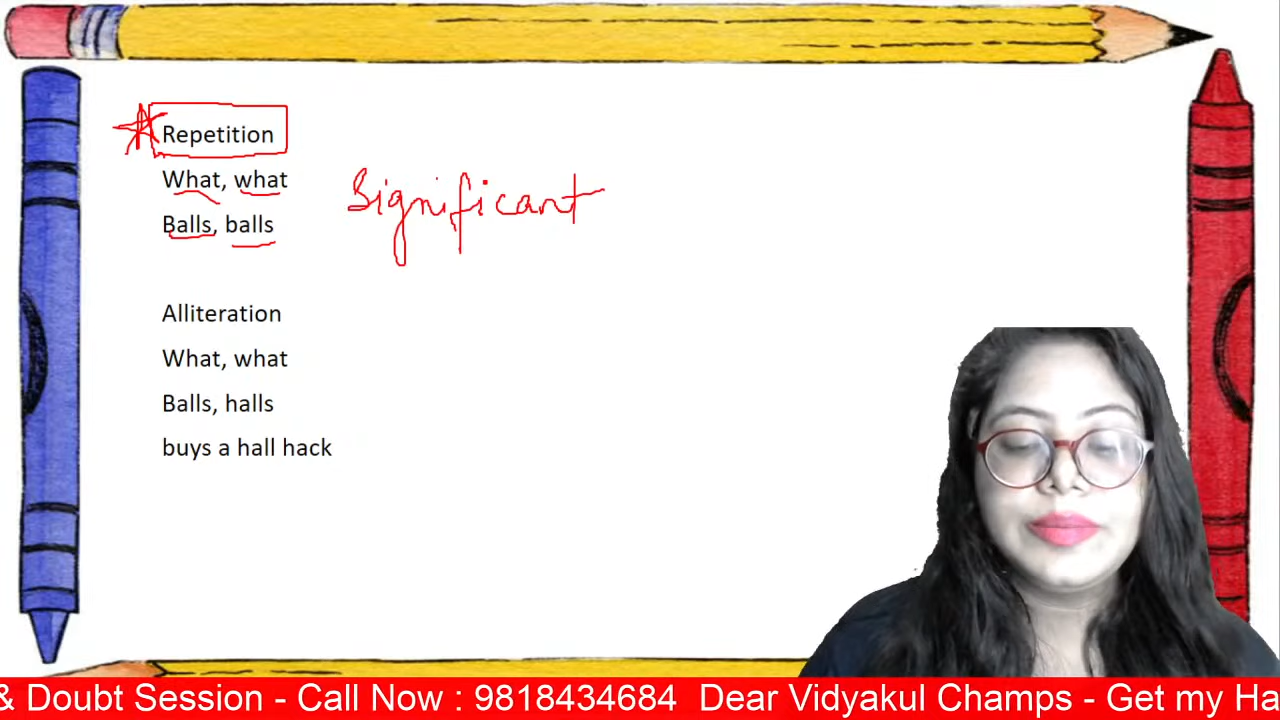 Repetition
What, what
Significant
Balls, balls
Alliteration
What, what
Balls, halls
buys a hall hack
& Doubt Session - Call Now : 9818434684 Dear Vidyakul Champs - Get my Ha